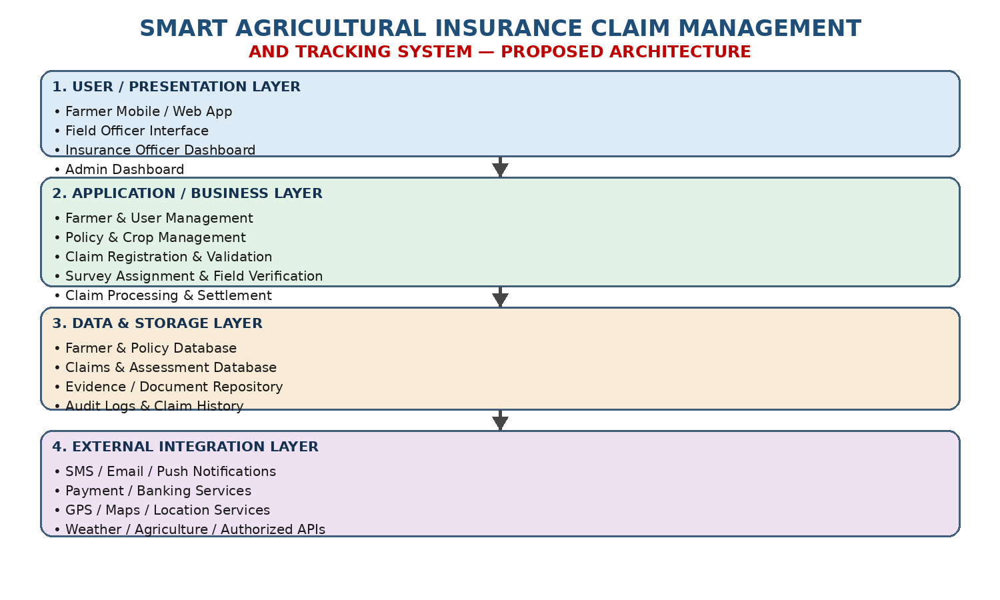 SMART AGRICULTURAL INSURANCE CLAIM MANAGEMENT
AND TRACKING SYSTEM — PROPOSED ARCHITECTURE
1. USER / PRESENTATION LAYER
• Farmer Mobile / Web App
• Field Officer Interface
• Insurance Officer Dashboard
• Admin Dashboard
2. APPLICATION / BUSINESS LAYER
• Farmer & User Management
• Policy & Crop Management
• Claim Registration & Validation
• Survey Assignment & Field Verification
• Claim Processing & Settlement
3. DATA & STORAGE LAYER
• Farmer & Policy Database
• Claims & Assessment Database
• Evidence / Document Repository
• Audit Logs & Claim History
4. EXTERNAL INTEGRATION LAYER
• SMS / Email / Push Notifications
• Payment / Banking Services
• GPS / Maps / Location Services
• Weather / Agriculture / Authorized APIs